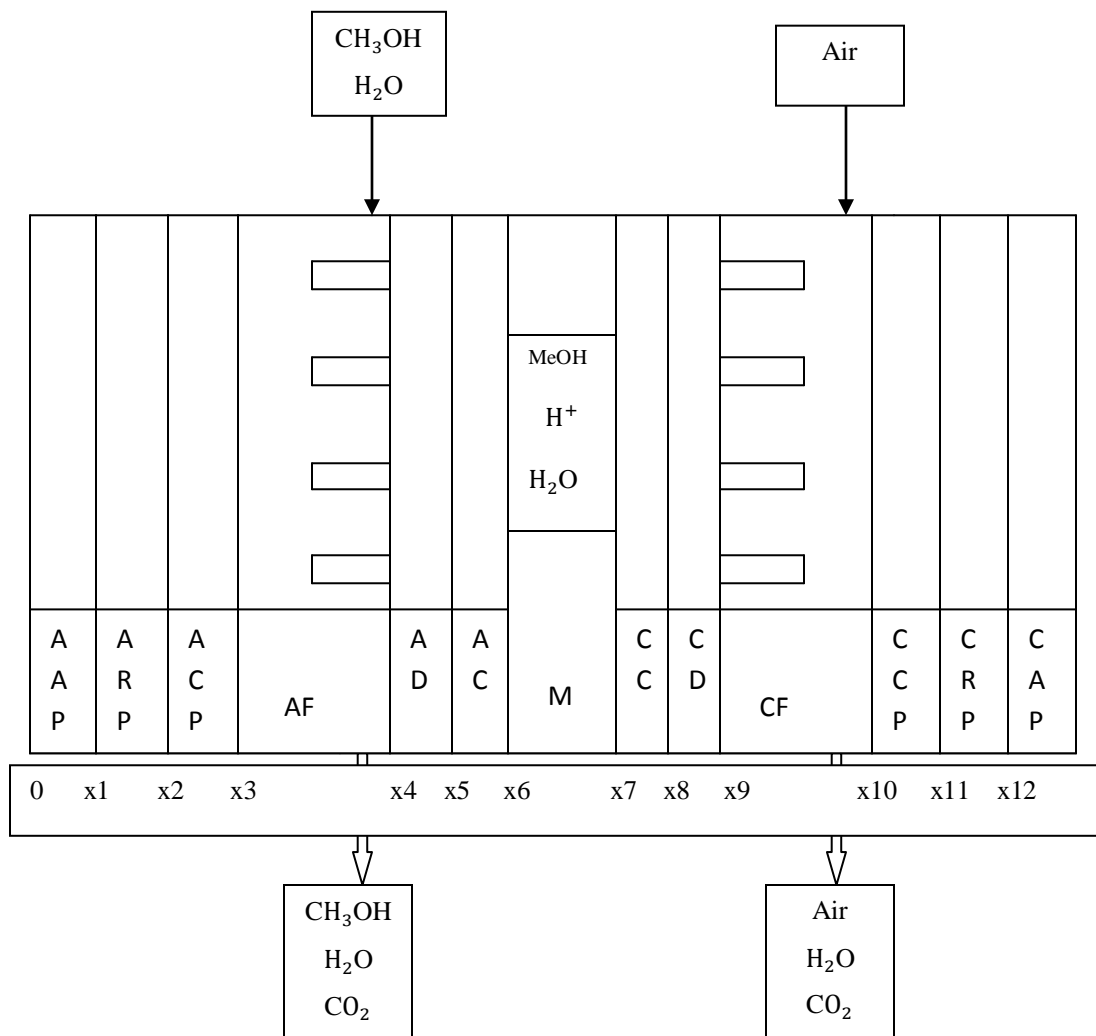 CH₃OH
H₂O
Air
MeOH
H⁺
H₂O
A A P
A R P
A C P
AF
A D
A C
M
C C
C D
CF
C C P
C R P
C A P
0 x1 x2 x3 x4 x5 x6 x7 x8 x9 x10 x11 x12
CH₃OH
H₂O
CO₂
Air
H₂O
CO₂